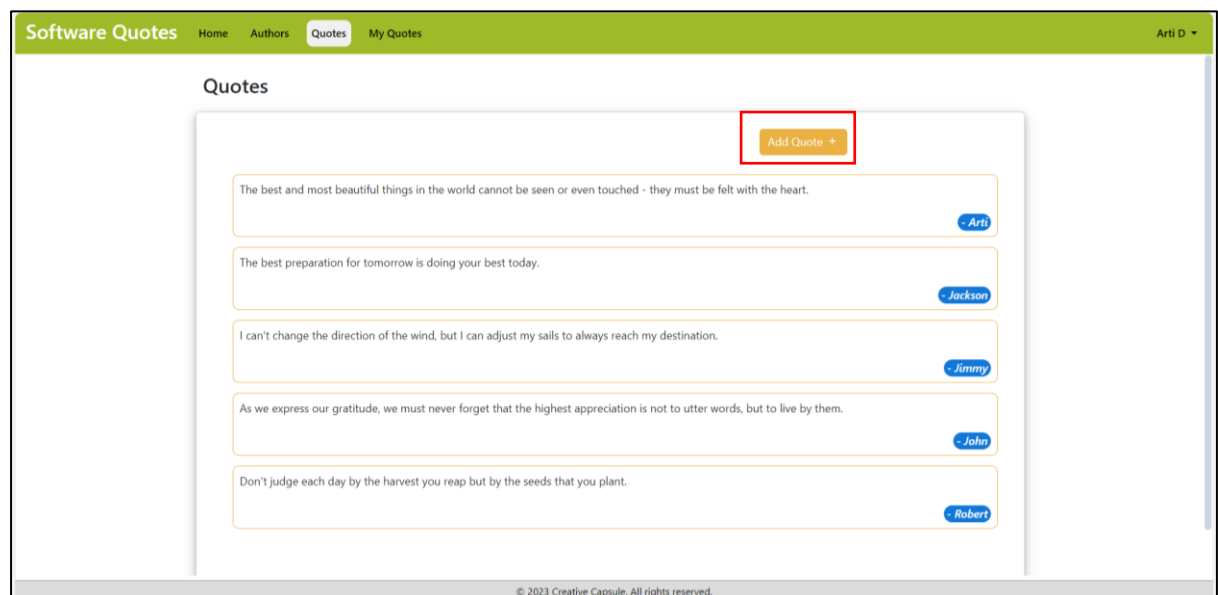 Software Quotes Home Authors Quotes My Quotes Arti D
Quotes
Add Quote +
The best and most beautiful things in the world cannot be seen or even touched - they must be felt with the heart.
- Arti
The best preparation for tomorrow is doing your best today.
- Jackson
I can't change the direction of the wind, but I can adjust my sails to always reach my destination.
- Jimmy
As we express our gratitude, we must never forget that the highest appreciation is not to utter words, but to live by them.
- John
Don't judge each day by the harvest you reap but by the seeds that you plant.
- Robert
© 2023 Creative Capsule. All rights reserved.